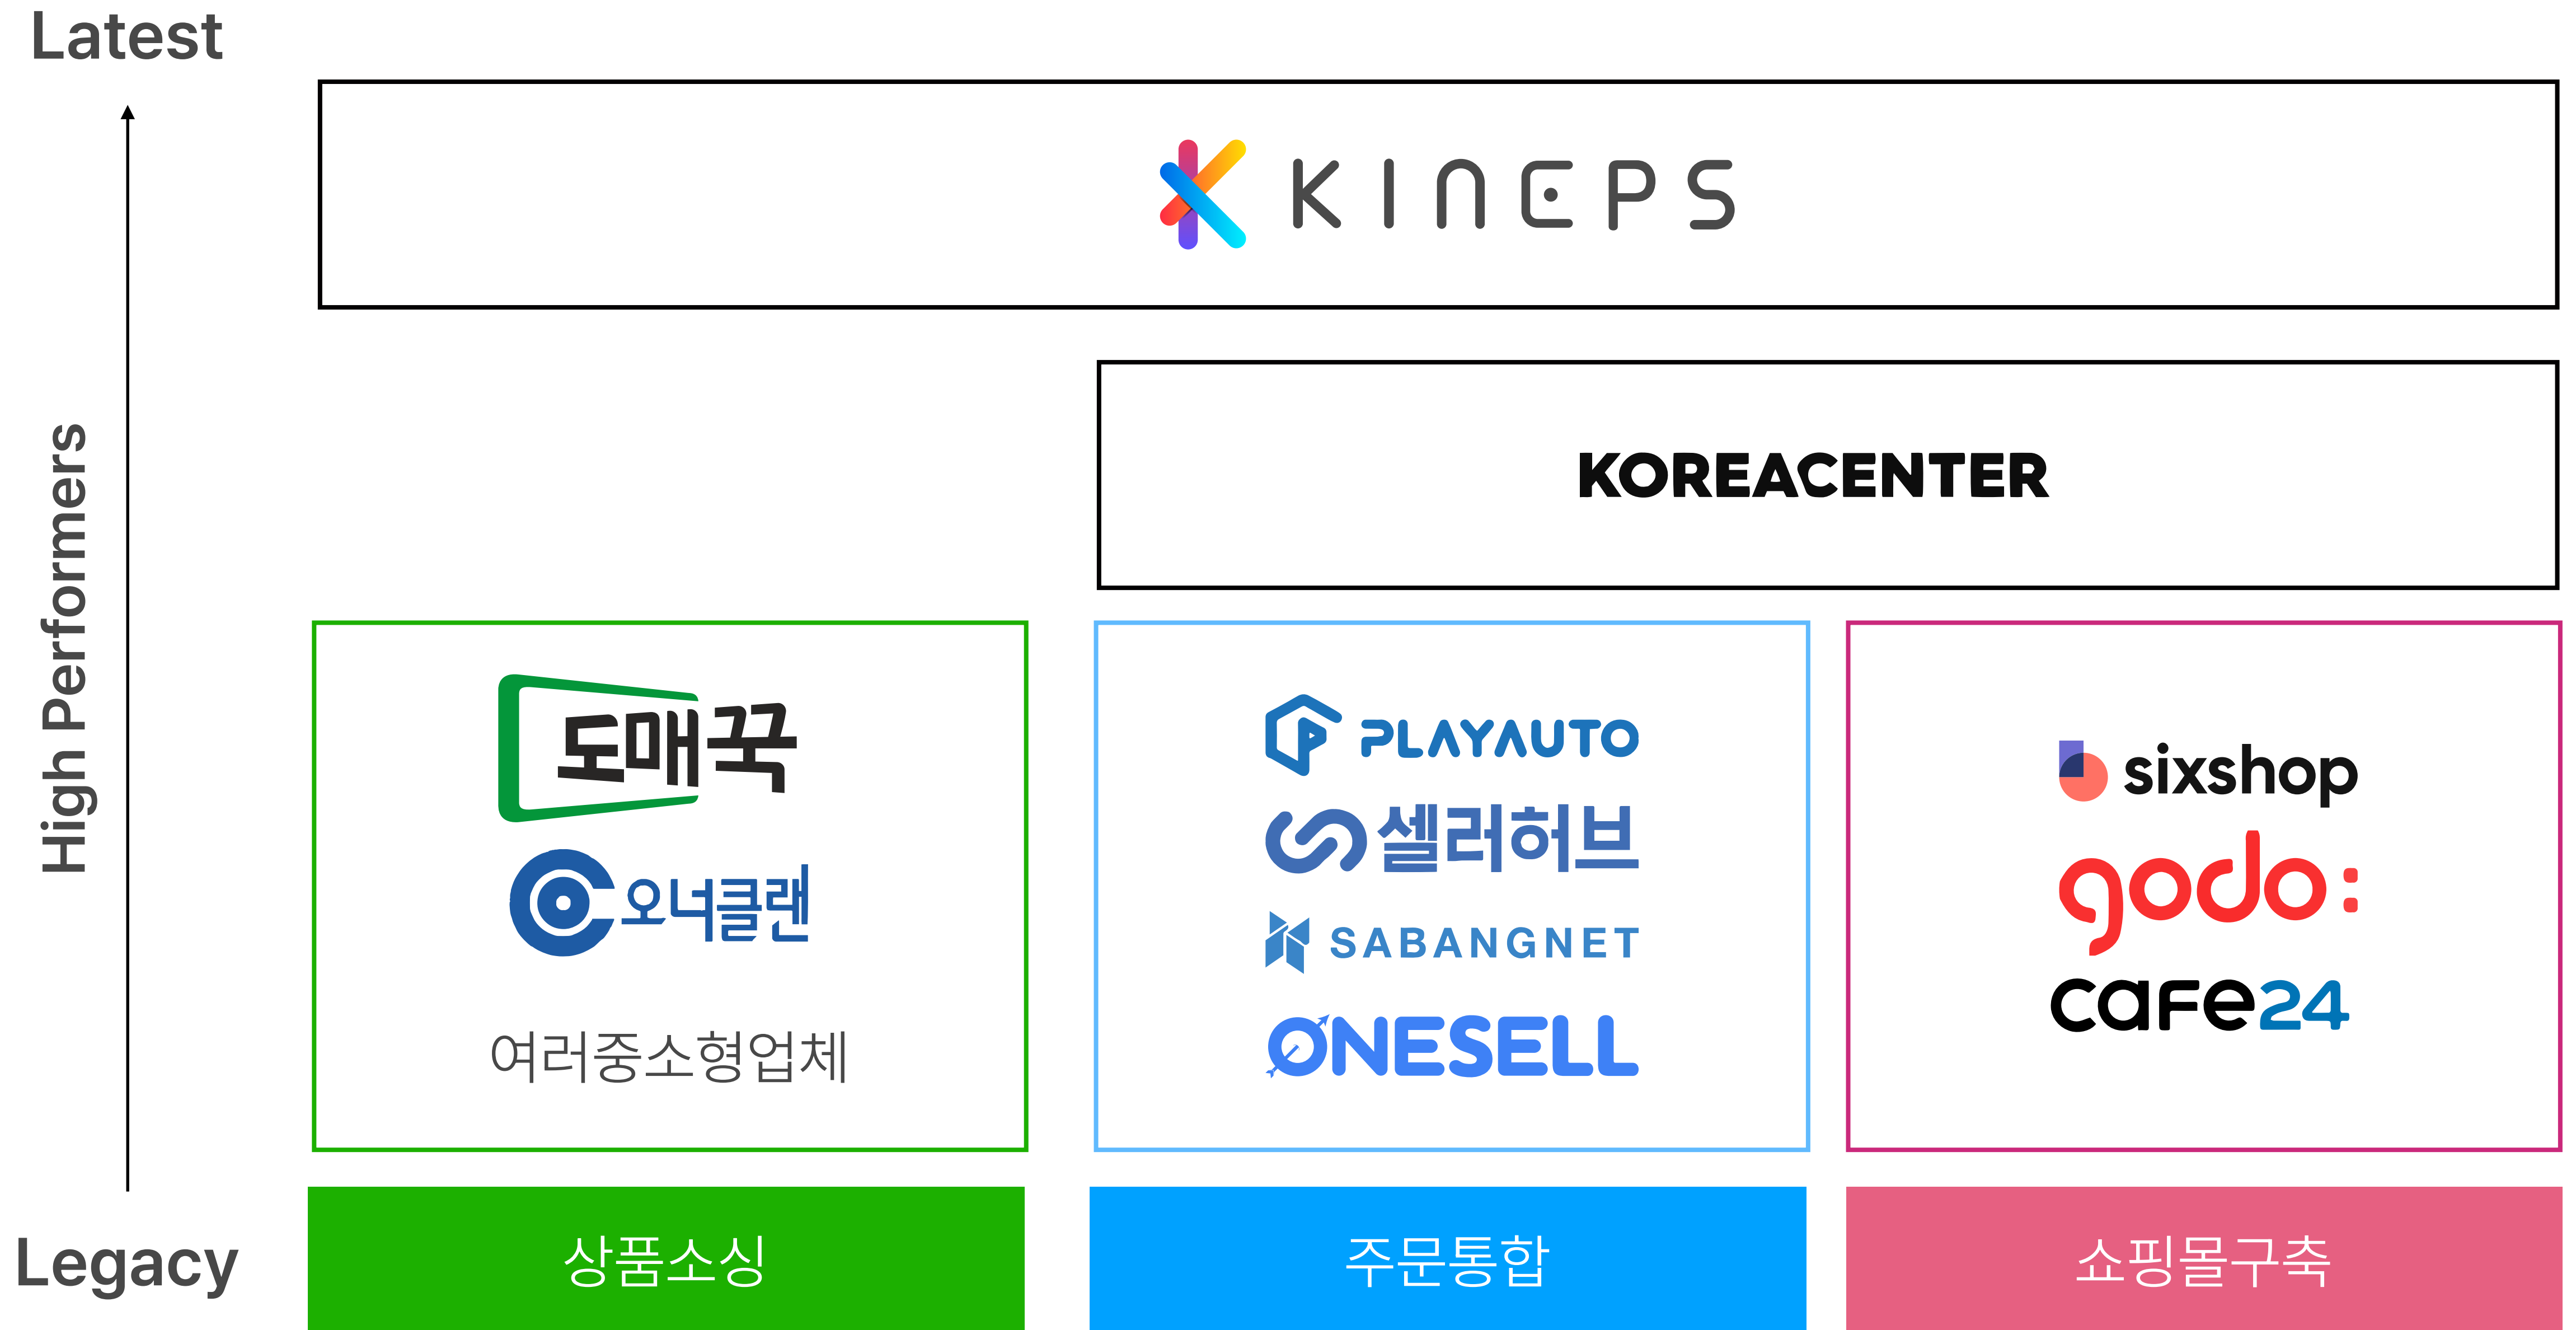 Latest
KINEPS
KOREACENTER
High Performers
도매꾹
오너클랜
여러중소형업체
PLAYAUTO
셀러허브
SABANGNET
ONESELL
sixshop
godo:
cafe24
Legacy
상품소싱
주문통합
쇼핑몰구축